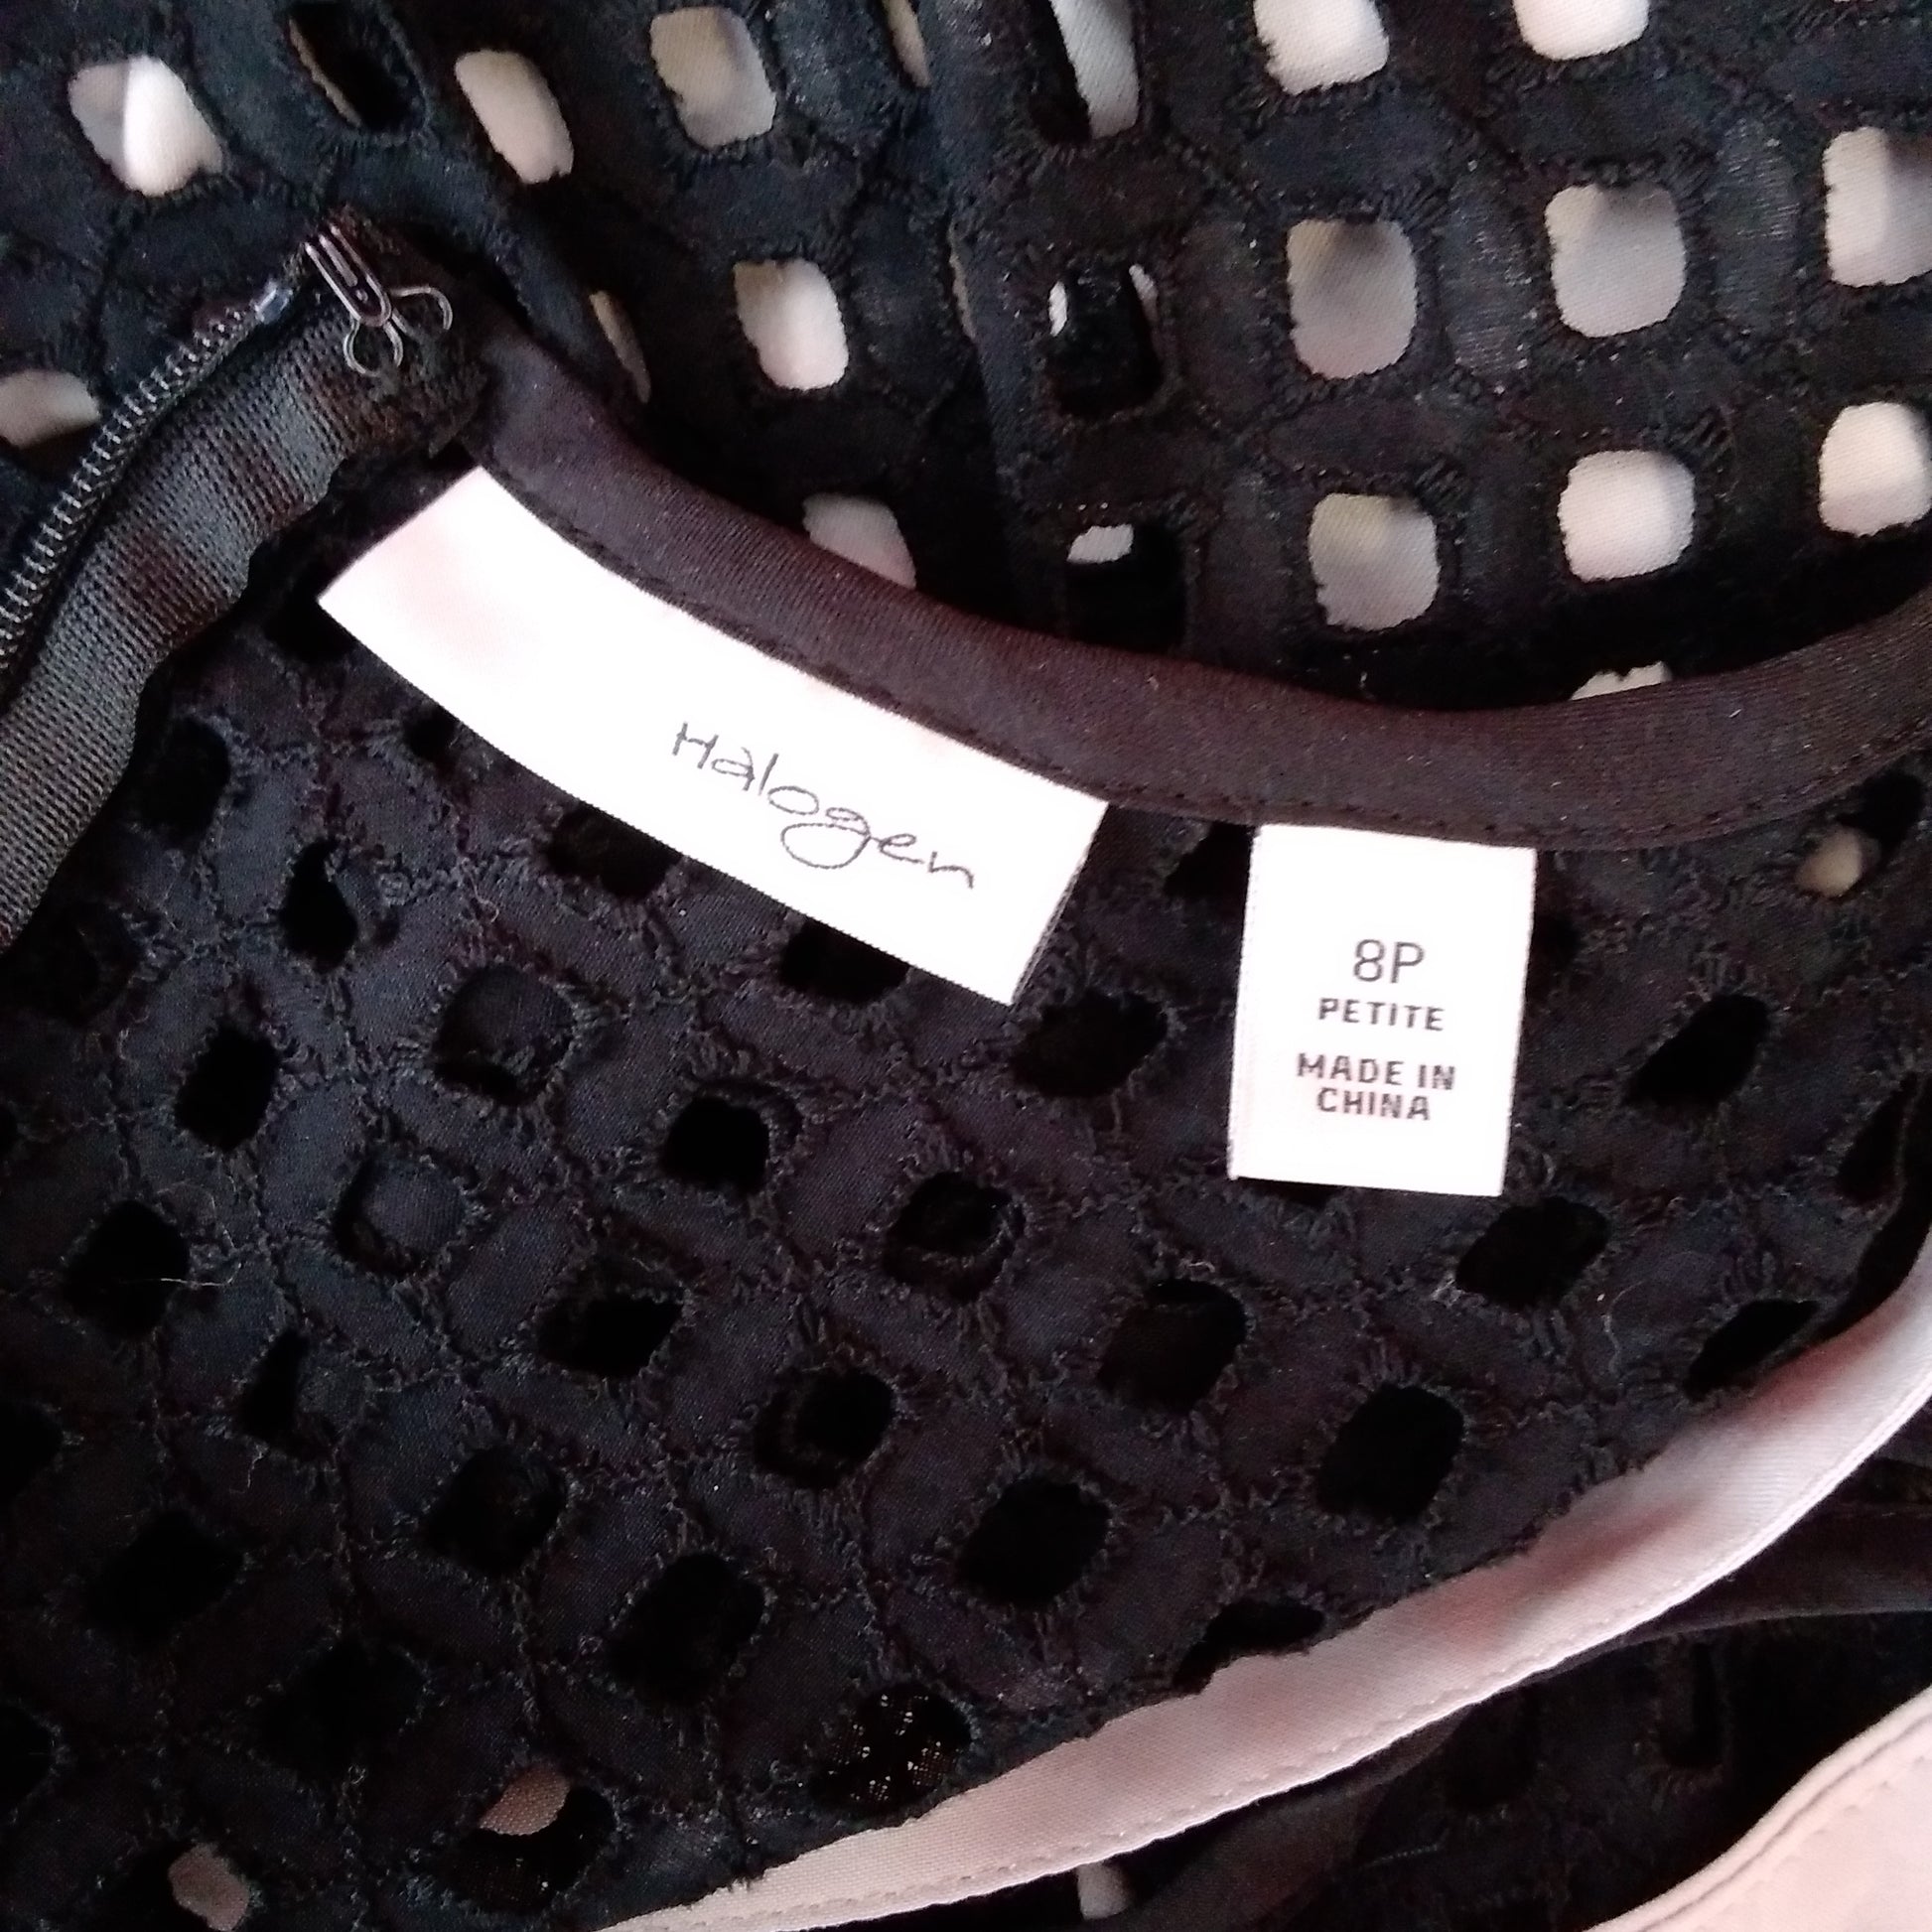 Halogen
8P
PETITE
MADE IN
CHINA